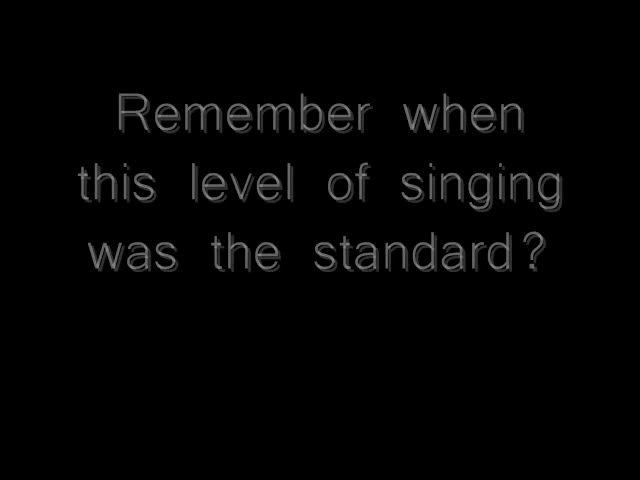 Remember when
this level of singing
was the standard?